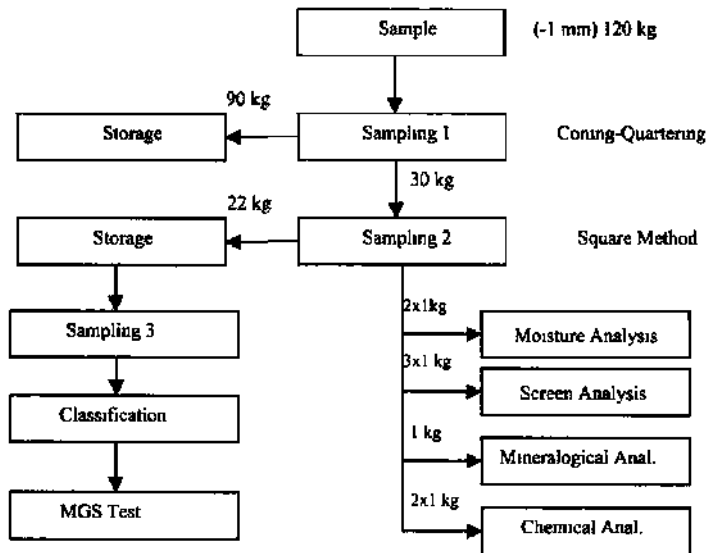 Sample
(-1 mm) 120 kg
90 kg
Storage
Sampling 1
Coning-Quartering
30 kg
22 kg
Storage
Sampling 2
Square Method
2x1kg
Sampling 3
Moisture Analysis
3x1 kg
Classification
Screen Analysis
1 kg
Mineralogical Anal.
2x1 kg
MGS Test
Chemical Anal.